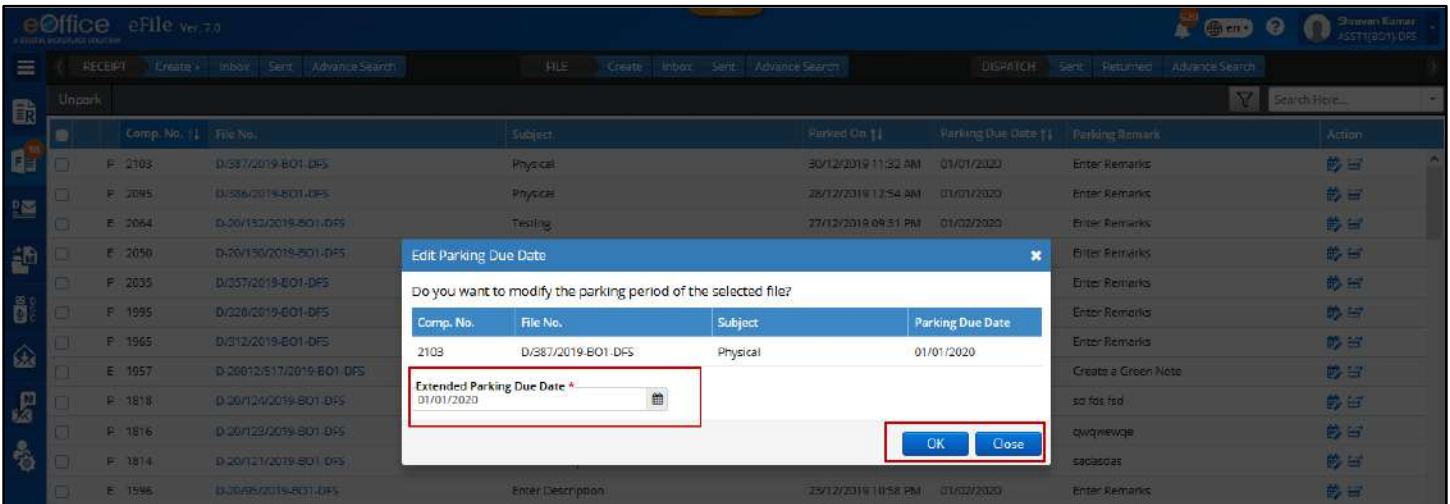 eOffice eFile Ver. 7.0
A DIGITAL WORKPLACE SOLUTION
en
Shravan Kumar
ASST1(BO1)-DFS
RECEIPT Create Inbox Sent Advance Search FILE Create Inbox Sent Advance Search DISPATCH Sent Returned Advance Search
Unpark Search Here...
Comp. No. File No. Subject Parked On Parking Due Date Parking Remark Action
P 2103 D/387/2019-BO1-DFS Physical 30/12/2019 11:32 AM 01/01/2020 Enter Remarks
P 2095 D/386/2019-BO1-DFS Physical 28/12/2019 12:54 AM 01/01/2020 Enter Remarks
E 2064 D-20/132/2019-BO1-DFS Testing 27/12/2019 09:31 PM 01/02/2020 Enter Remarks
E 2050 D-20/130/2019-BO1-DFS Enter Remarks
P 2035 D/357/2019-BO1-DFS Enter Remarks
P 1995 D/328/2019-BO1-DFS Enter Remarks
P 1965 D/312/2019-BO1-DFS Enter Remarks
E 1957 D-20012/517/2019-BO1-DFS Create a Green Note
P 1818 D-20/124/2019-BO1-DFS
P 1816 D-20/123/2019-BO1-DFS qwqwewqe
P 1814 D-20/121/2019-BO1-DFS sadasdas
E 1596 D-20/95/2019-BO1-DFS Enter Description 23/12/2019 10:58 PM 01/02/2020 Enter Remarks
Edit Parking Due Date
Do you want to modify the parking period of the selected file?
Comp. No. File No. Subject Parking Due Date
2103 D/387/2019-BO1-DFS Physical 01/01/2020
Extended Parking Due Date *
01/01/2020
OK Close